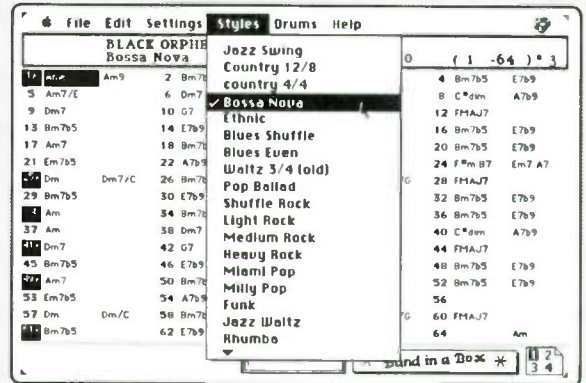 File Edit Settings Styles Drums Help
BLACK ORPHE
Bossa Nova
0 ( 1 -64 )* 3
Jazz Swing
Country 12/8
country 4/4
✓ Bossa Nova
Ethnic
Blues Shuffle
Blues Even
Waltz 3/4 (old)
Pop Ballad
Shuffle Rock
Light Rock
Medium Rock
Heavy Rock
Miami Pop
Milly Pop
Funk
Jazz Waltz
Rhumba
Am9 2 Bm7b 4 Bm7b5 E7b9
5 Am7/E 6 Dm7 8 C#dim A7b9
9 Dm7 10 G7 12 FMAJ7
13 Bm7b5 14 E7b9 16 Bm7b5 E7b9
17 Am7 18 Bm7b 20 Bm7b5 E7b9
21 Em7b5 22 A7b9 24 F#m B7 Em7 A7
Dm Dm7/C 26 Bm7b 28 FMAJ7
29 Bm7b5 30 E7b9 32 Bm7b5 E7b9
Am 34 Bm7b 36 Bm7b5 E7b9
37 Am 38 Dm7 40 C#dim A7b9
Dm7 42 G7 44 FMAJ7
45 Bm7b5 46 E7b9 48 Bm7b5 E7b9
Am7 50 Bm7b 52 Bm7b5 E7b9
53 Em7b5 54 A7b9 56
57 Dm Dm/C 58 Bm7b 60 FMAJ7
Bm7b5 62 E7b9 64 Am
Band in a Box
1 2
3 4